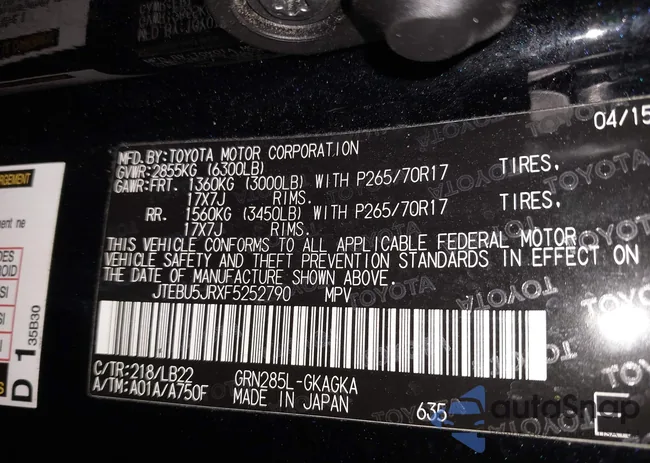 04/15
MFD. BY: TOYOTA MOTOR CORPORATION
GVWR: 2855KG (6300LB)
GAWR: FRT. 1360KG (3000LB) WITH P265/70R17 TIRES,
17X7J RIMS.
RR. 1560KG (3450LB) WITH P265/70R17 TIRES,
17X7J RIMS.
THIS VEHICLE CONFORMS TO ALL APPLICABLE FEDERAL MOTOR
VEHICLE SAFETY AND THEFT PREVENTION STANDARDS IN EFFECT ON
THE DATE OF MANUFACTURE SHOWN ABOVE.
JTEBU5JRXF5252790 MPV
C/TR: 218/LB22 GRN285L-GKAGKA
A/TM: A01A/A750F MADE IN JAPAN 635
D 1
35B30
TOYOTA
autoSnap